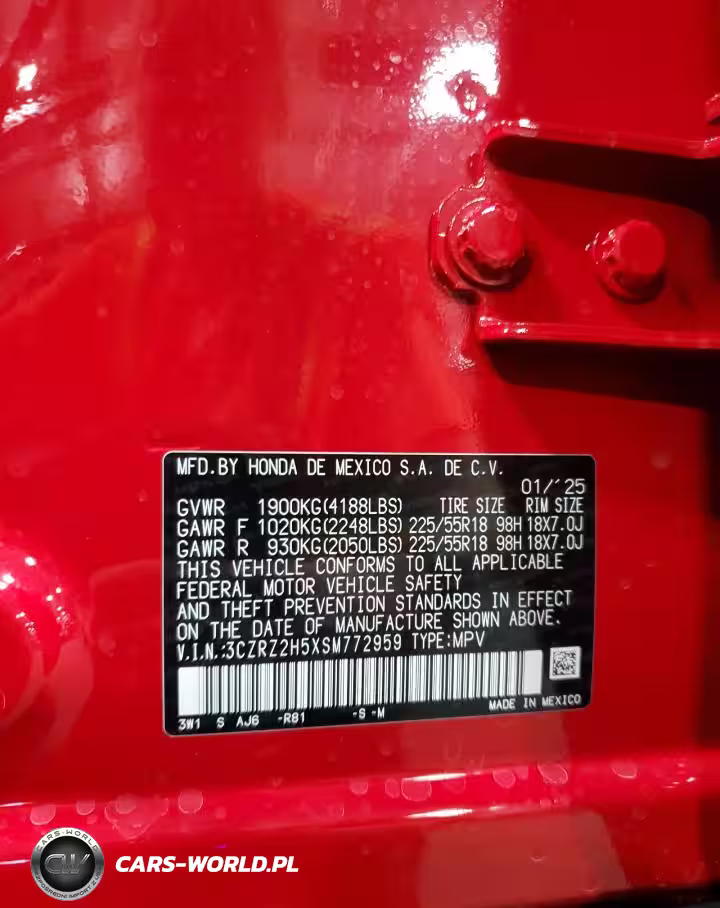 MFD.BY HONDA DE MEXICO S.A. DE C.V.
01/'25
GVWR 1900KG(4188LBS) TIRE SIZE RIM SIZE
GAWR F 1020KG(2248LBS) 225/55R18 98H 18X7.0J
GAWR R 930KG(2050LBS) 225/55R18 98H 18X7.0J
THIS VEHICLE CONFORMS TO ALL APPLICABLE
FEDERAL MOTOR VEHICLE SAFETY
AND THEFT PREVENTION STANDARDS IN EFFECT
ON THE DATE OF MANUFACTURE SHOWN ABOVE.
V.I.N.:3CZRZ2H5XSM772959 TYPE:MPV
MADE IN MEXICO
3W1 S AJ6 -R81 -S -M
CARS-WORLD
CW
CARS-WORLD.PL